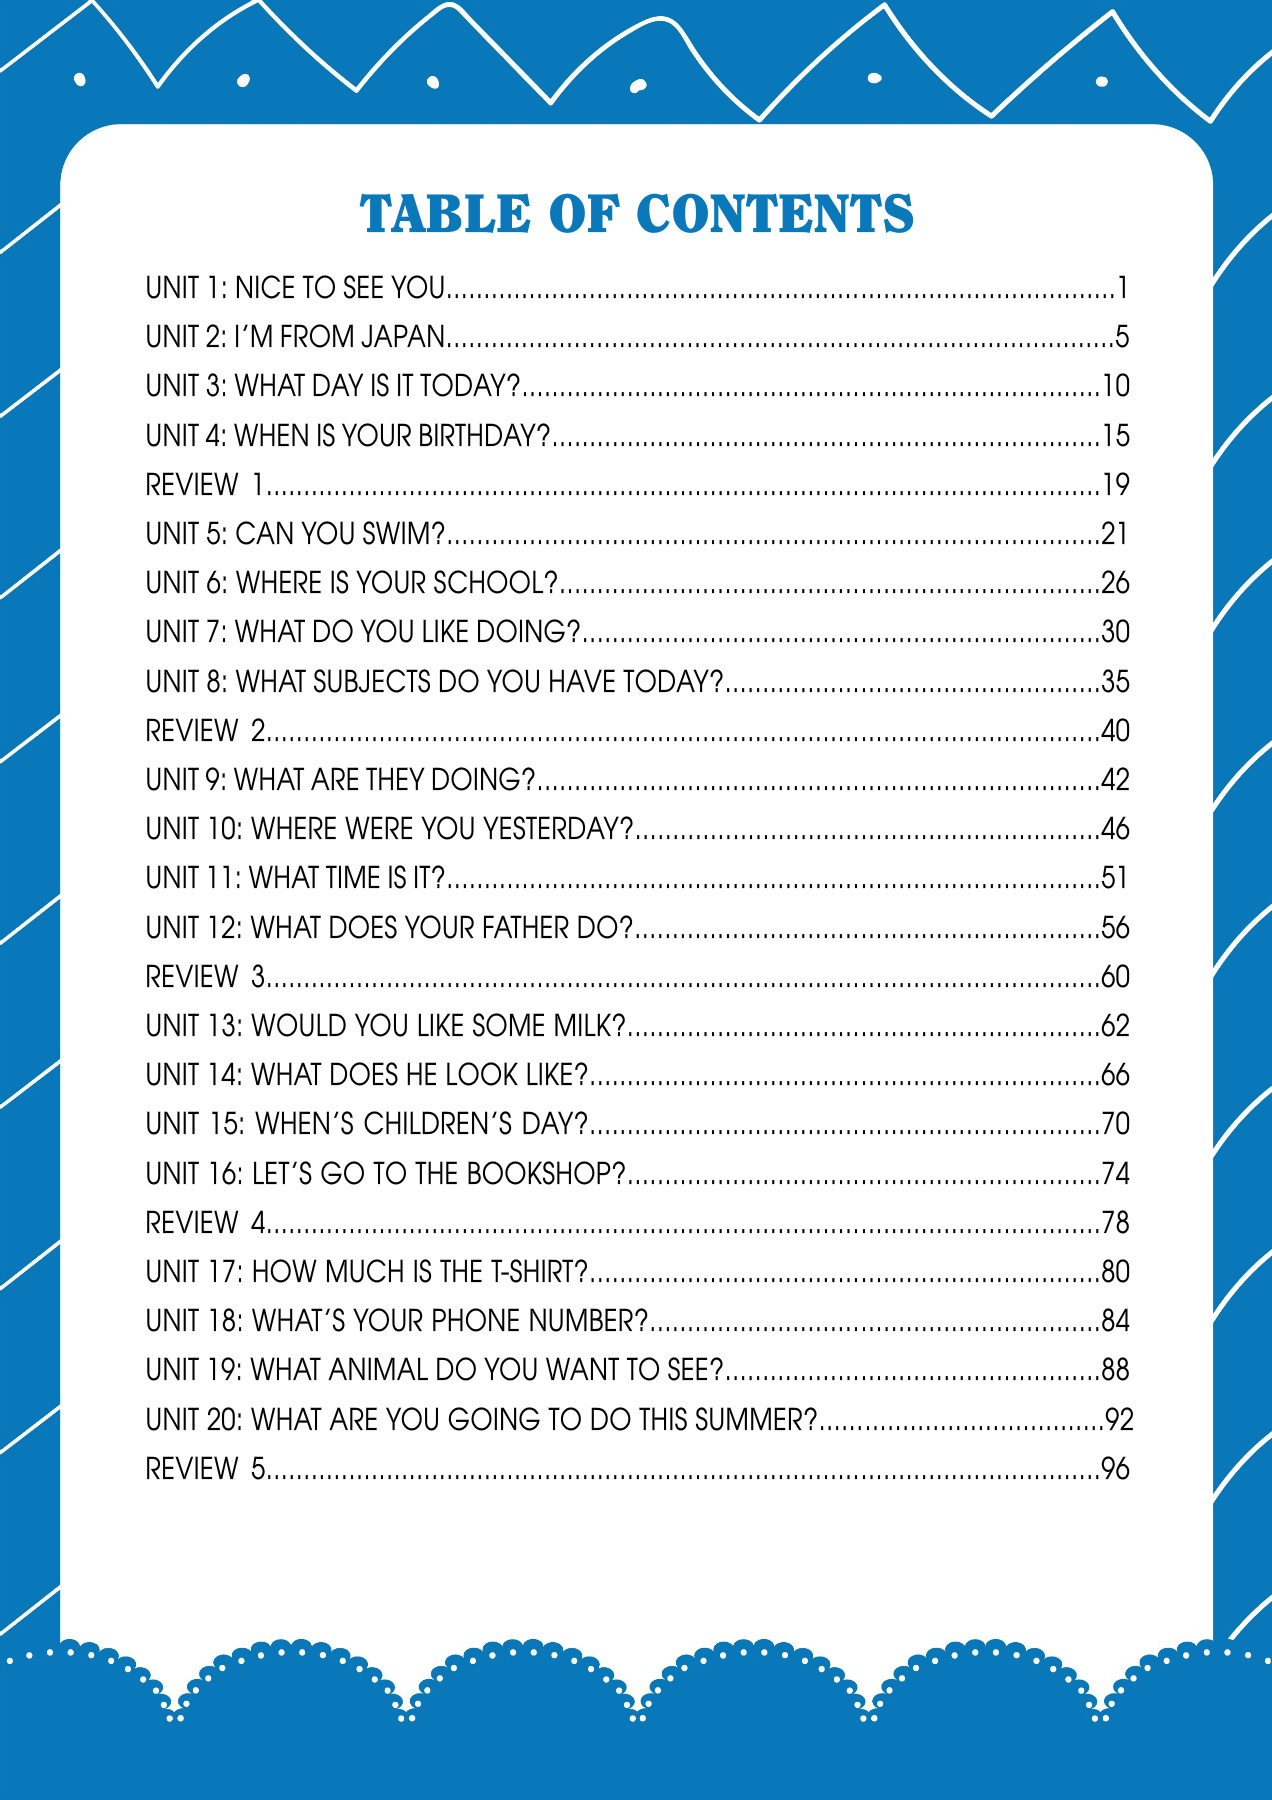 TABLE OF CONTENTS
UNIT 1: NICE TO SEE YOU........................................................................................1
UNIT 2: I’M FROM JAPAN........................................................................................5
UNIT 3: WHAT DAY IS IT TODAY?............................................................................10
UNIT 4: WHEN IS YOUR BIRTHDAY?........................................................................15
REVIEW 1..............................................................................................................19
UNIT 5: CAN YOU SWIM?......................................................................................21
UNIT 6: WHERE IS YOUR SCHOOL?.......................................................................26
UNIT 7: WHAT DO YOU LIKE DOING?....................................................................30
UNIT 8: WHAT SUBJECTS DO YOU HAVE TODAY?.................................................35
REVIEW 2..............................................................................................................40
UNIT 9: WHAT ARE THEY DOING?..........................................................................42
UNIT 10: WHERE WERE YOU YESTERDAY?.............................................................46
UNIT 11: WHAT TIME IS IT?......................................................................................51
UNIT 12: WHAT DOES YOUR FATHER DO?.............................................................56
REVIEW 3..............................................................................................................60
UNIT 13: WOULD YOU LIKE SOME MILK?..............................................................62
UNIT 14: WHAT DOES HE LOOK LIKE?...................................................................66
UNIT 15: WHEN’S CHILDREN’S DAY?...................................................................70
UNIT 16: LET’S GO TO THE BOOKSHOP?..............................................................74
REVIEW 4..............................................................................................................78
UNIT 17: HOW MUCH IS THE T-SHIRT?...................................................................80
UNIT 18: WHAT’S YOUR PHONE NUMBER?...........................................................84
UNIT 19: WHAT ANIMAL DO YOU WANT TO SEE?.................................................88
UNIT 20: WHAT ARE YOU GOING TO DO THIS SUMMER?......................................92
REVIEW 5..............................................................................................................96